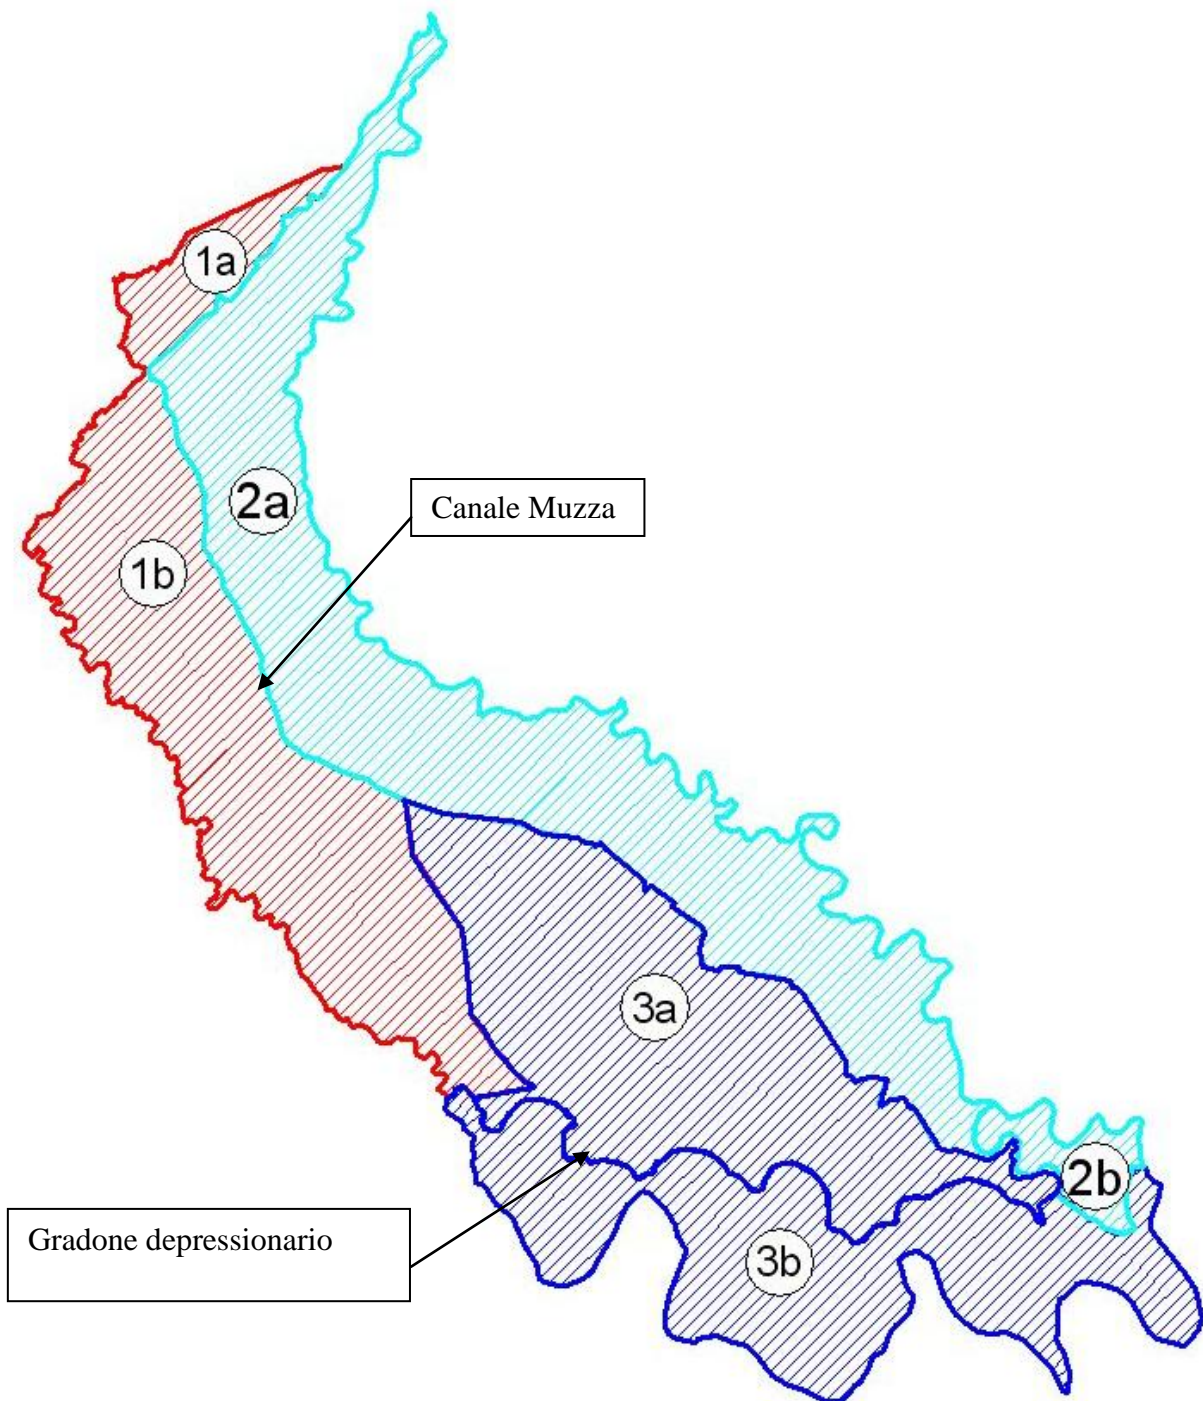 1a
2a
Canale Muzza
1b
3a
2b
Gradone depressionario
3b